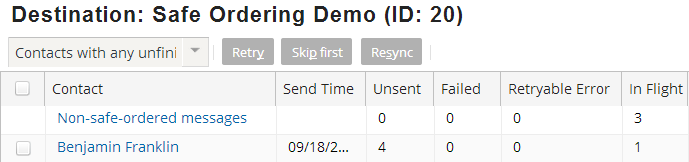 Destination: Safe Ordering Demo (ID: 20)
Contacts with any unfini Retry Skip first Resync
Contact Send Time Unsent Failed Retryable Error In Flight
Non-safe-ordered messages 0 0 0 3
Benjamin Franklin 09/18/2... 4 0 0 1